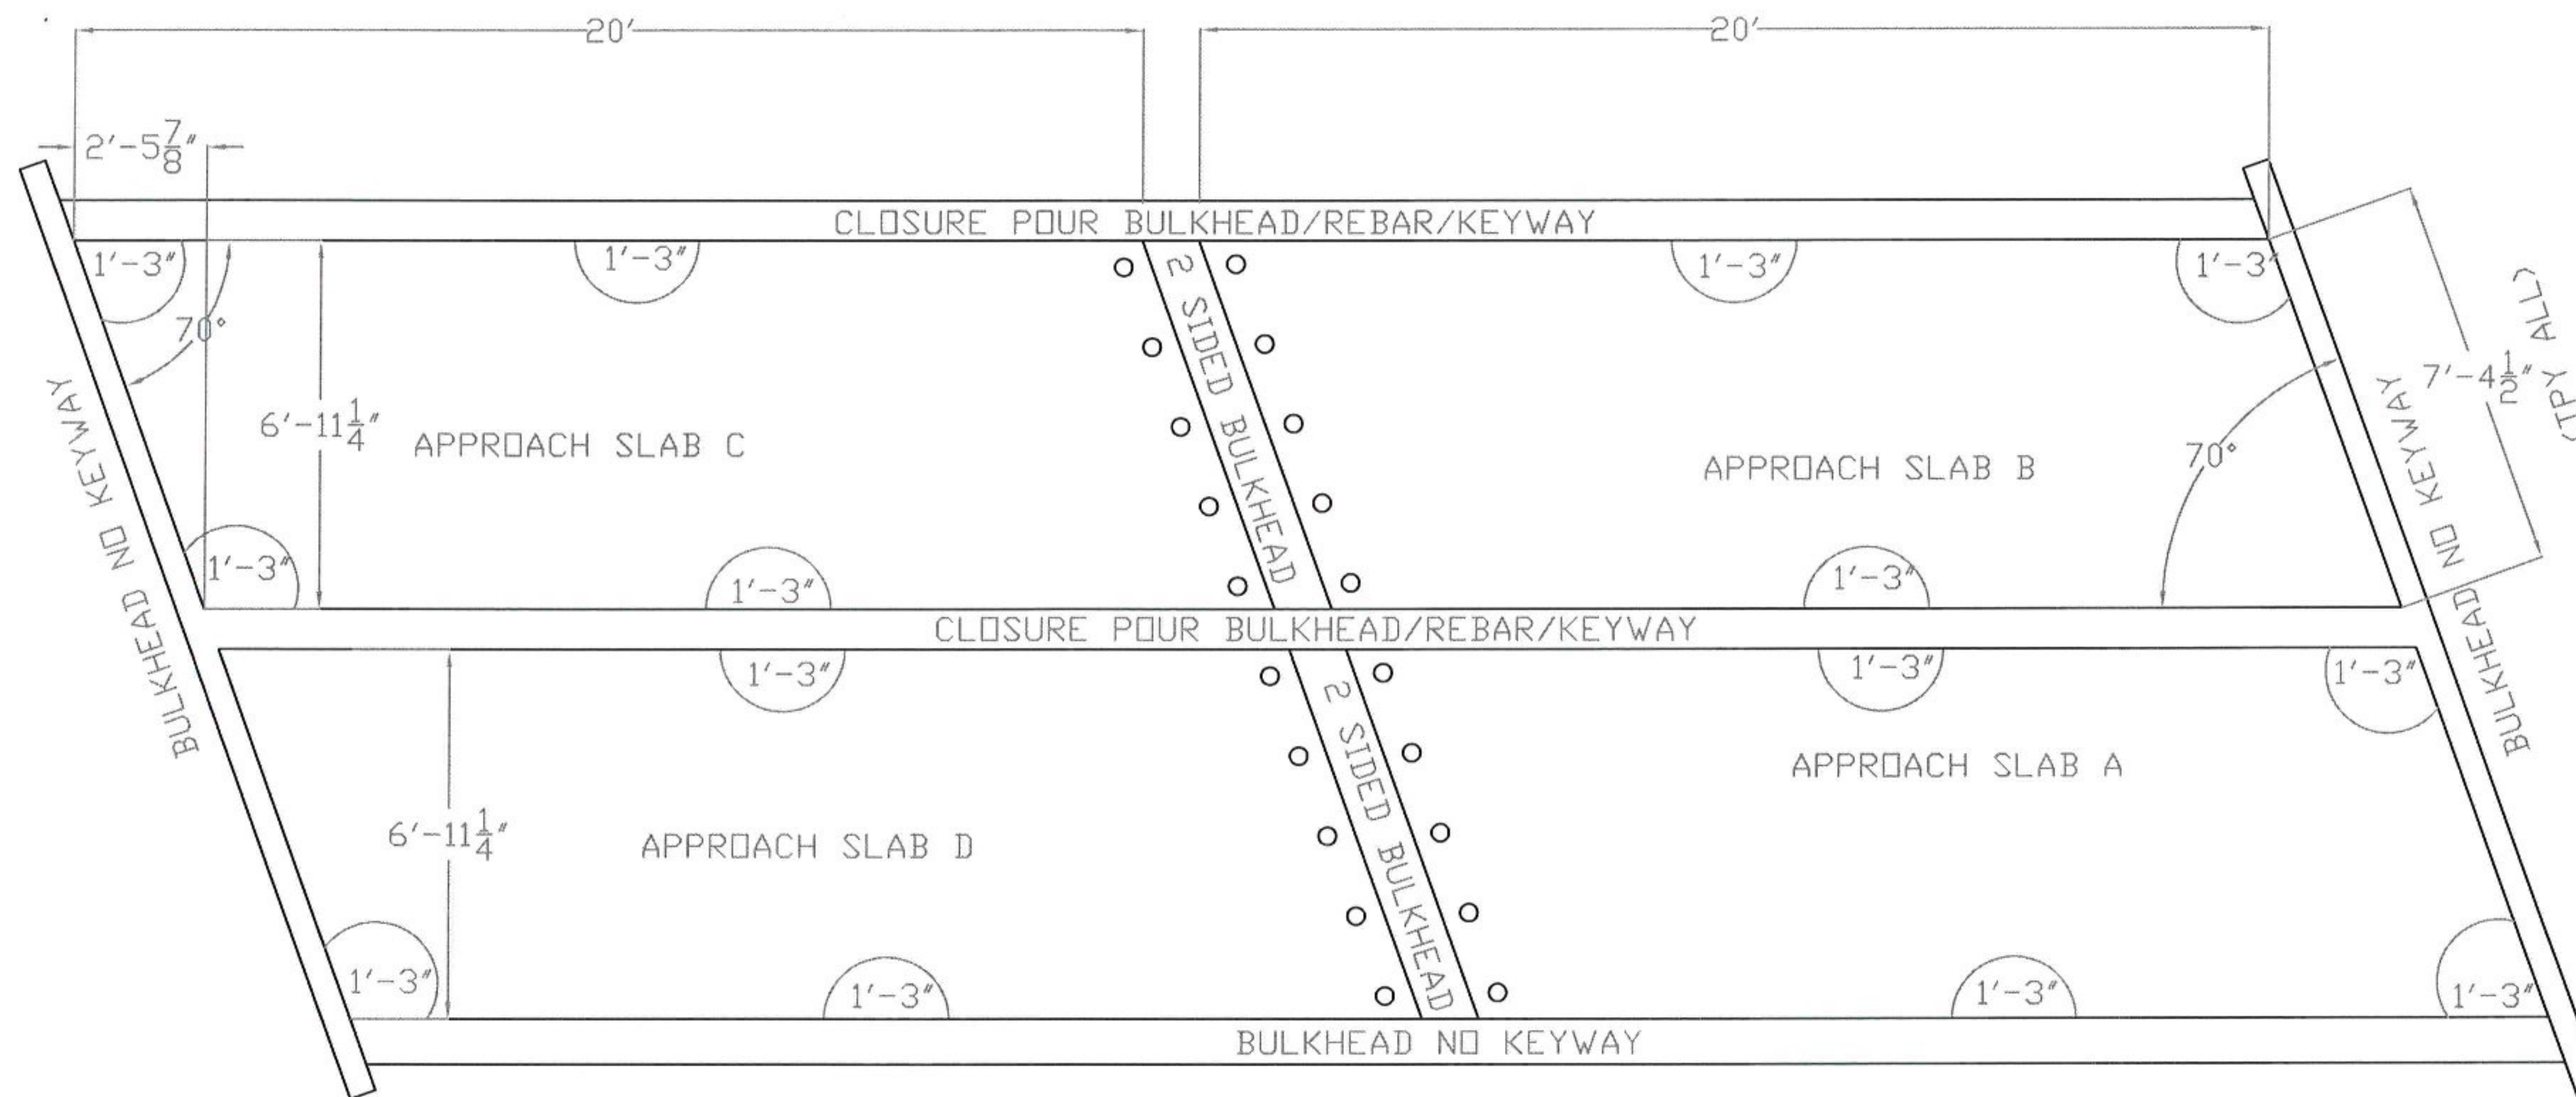 20'
20'
2'-5 7/8"
CLOSURE POUR BULKHEAD/REBAR/KEYWAY
1'-3"
1'-3"
1'-3"
1'-3"
70°
2 SIDED BULKHEAD
7'-4 1/2"
(TPY ALL)
BULKHEAD NO KEYWAY
6'-11 1/4"
APPROACH SLAB C
APPROACH SLAB B
70°
BULKHEAD NO KEYWAY
1'-3"
1'-3"
1'-3"
CLOSURE POUR BULKHEAD/REBAR/KEYWAY
1'-3"
1'-3"
1'-3"
2 SIDED BULKHEAD
6'-11 1/4"
APPROACH SLAB D
APPROACH SLAB A
1'-3"
1'-3"
1'-3"
1'-3"
BULKHEAD NO KEYWAY